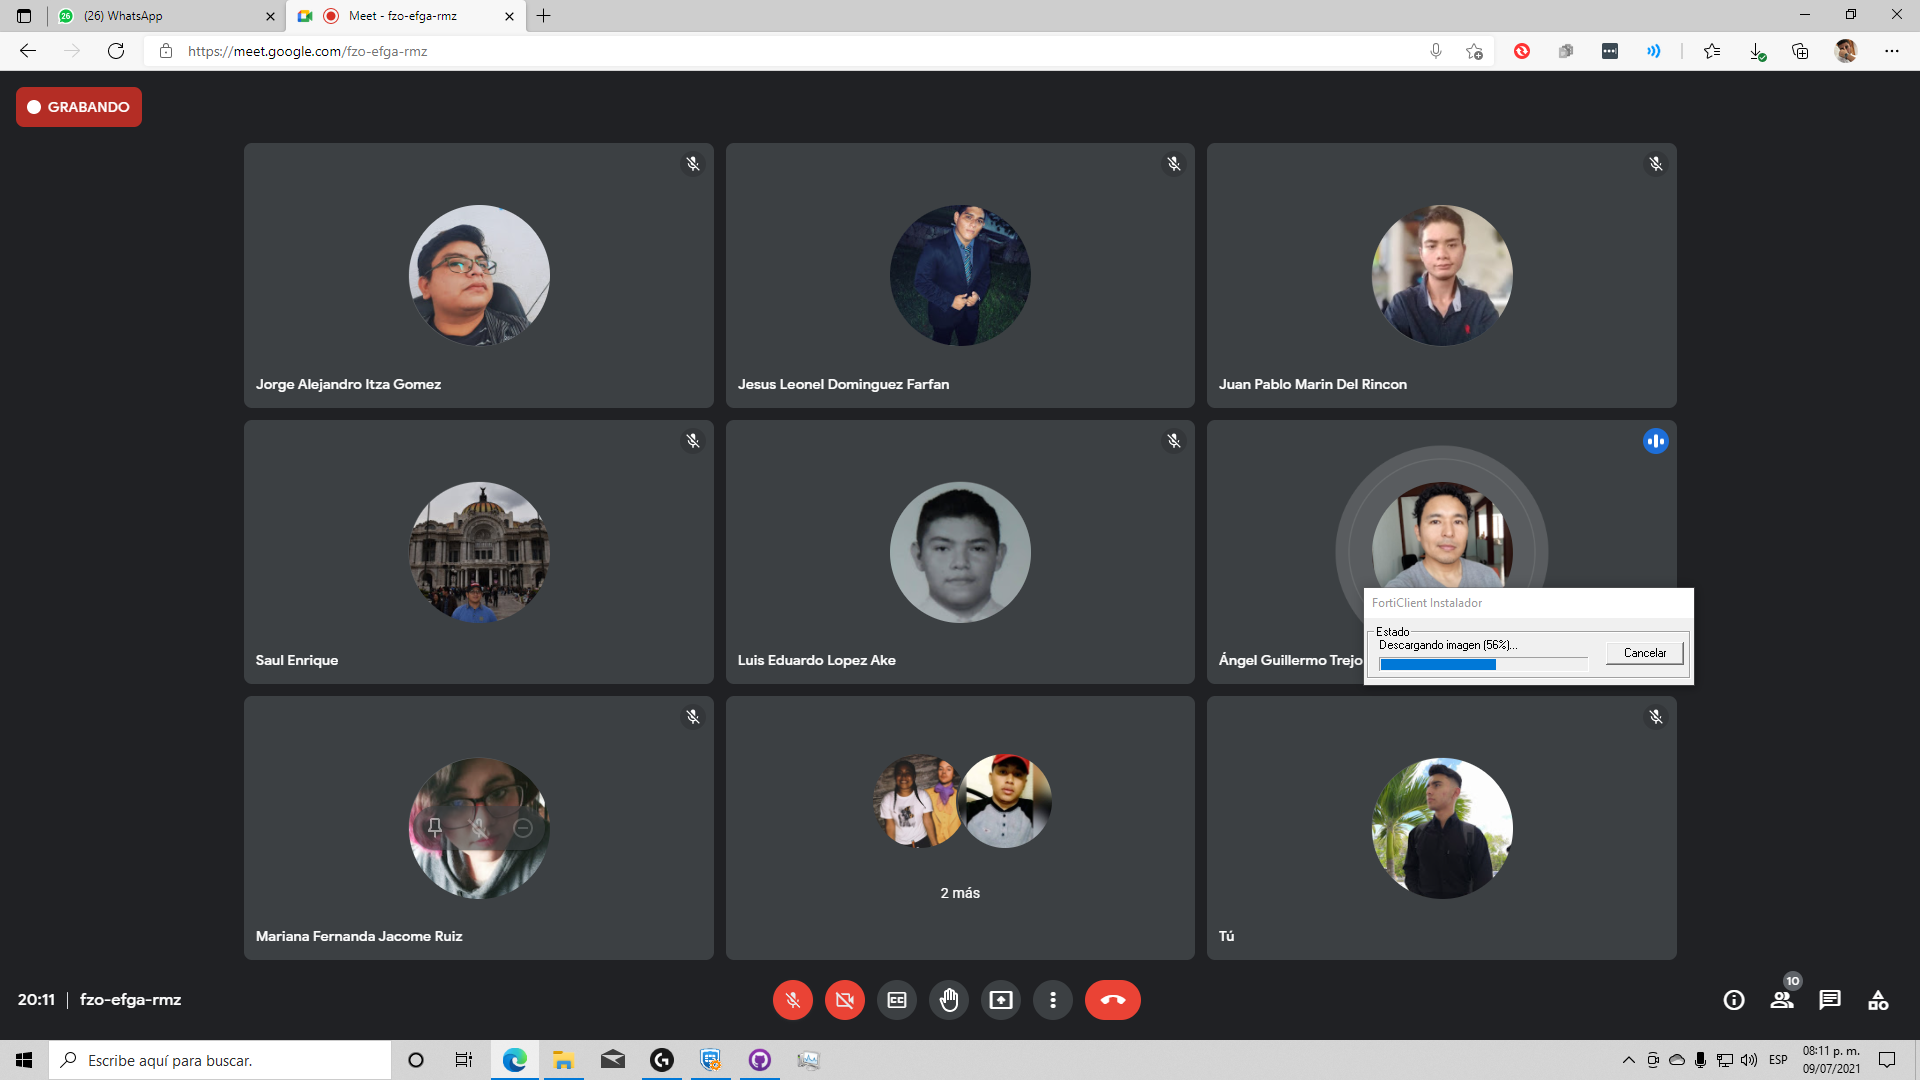 26
(26) WhatsApp
Meet - fzo-efga-rmz
https://meet.google.com/fzo-efga-rmz
GRABANDO
Jorge Alejandro Itza Gomez
Jesus Leonel Dominguez Farfan
Juan Pablo Marin Del Rincon
Saul Enrique
Luis Eduardo Lopez Ake
Ángel Guillermo Trejo
FortiClient Instalador
Estado
Descargando imagen (56%)...
Cancelar
Mariana Fernanda Jacome Ruiz
2 más
Tú
20:11 | fzo-efga-rmz
CC
10
Escribe aquí para buscar.
ESP
08:11 p. m.
09/07/2021